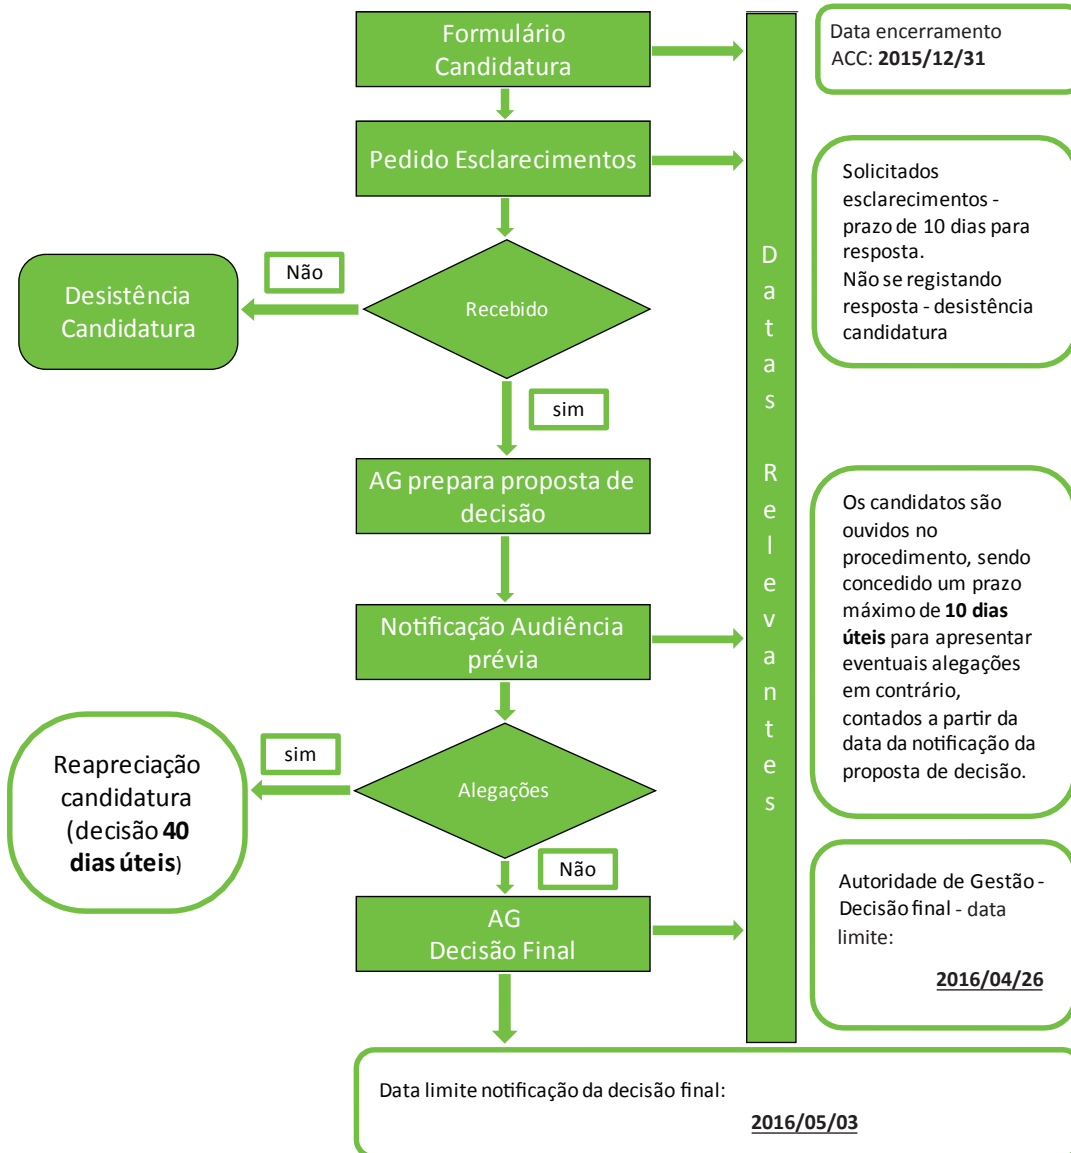 Formulário
Candidatura
Data encerramento
ACC: 2015/12/31
Pedido Esclarecimentos
Solicitados
esclarecimentos -
prazo de 10 dias para
resposta.
Não se registando
resposta - desistência
candidatura
Não
Desistência
Candidatura
Recebido
sim
Datas Relevantes
AG prepara proposta de
decisão
Os candidatos são
ouvidos no
procedimento, sendo
concedido um prazo
máximo de 10 dias
úteis para apresentar
eventuais alegações
em contrário,
contados a partir da
data da notificação da
proposta de decisão.
Notificação Audiência
prévia
sim
Reapreciação
candidatura
(decisão 40
dias úteis)
Alegações
Não
AG
Decisão Final
Autoridade de Gestão -
Decisão final - data
limite:
2016/04/26
Data limite notificação da decisão final:
2016/05/03